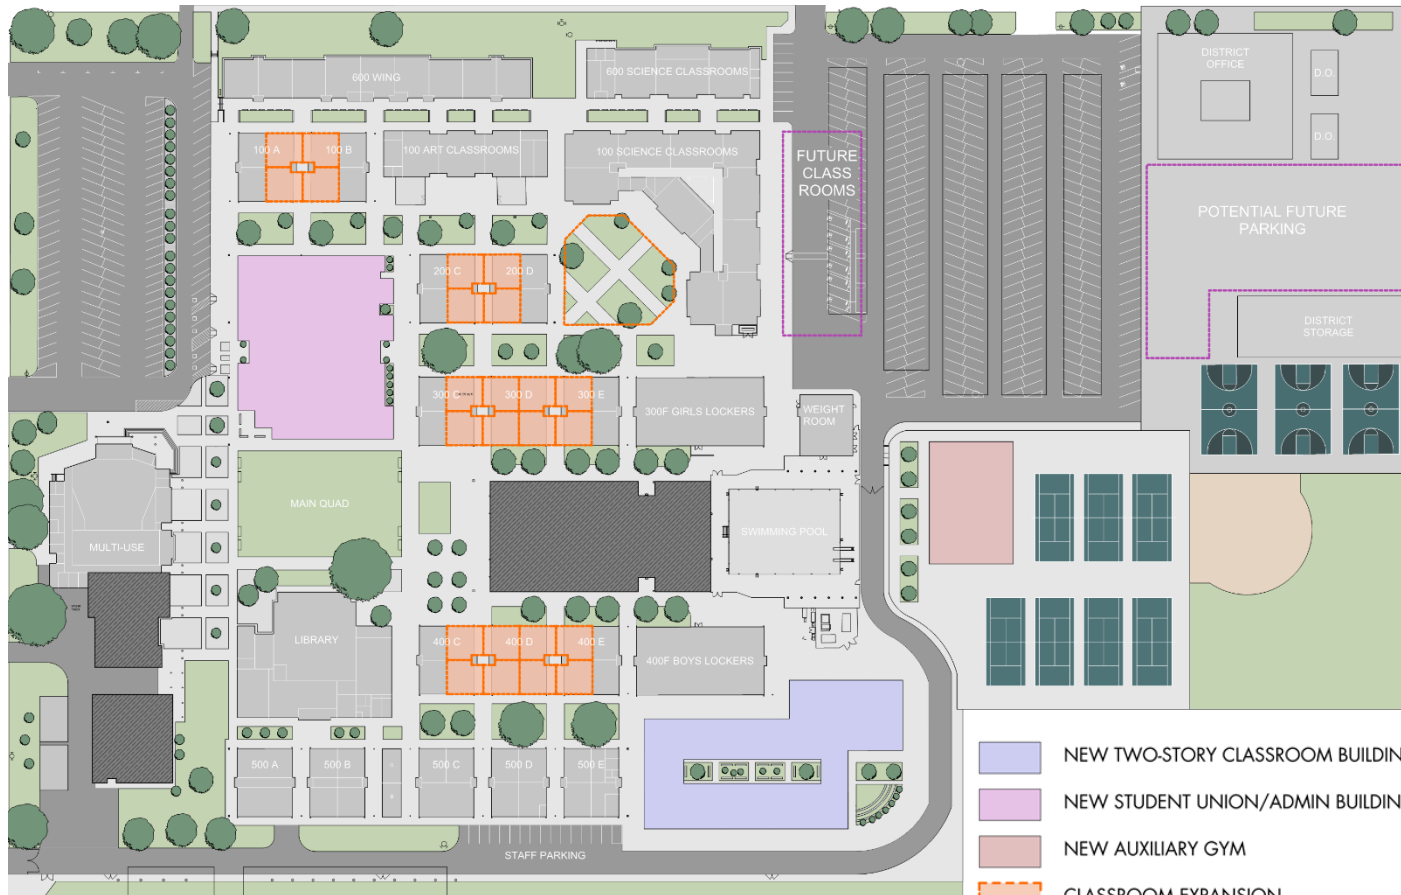 600 WING
600 SCIENCE CLASSROOMS
DISTRICT
OFFICE
D.O.
D.O.
100 A
100 B
100 ART CLASSROOMS
100 SCIENCE CLASSROOMS
FUTURE
CLASS
ROOMS
POTENTIAL FUTURE
PARKING
200 C
200 D
DISTRICT
STORAGE
300 C
300 D
300 E
300F GIRLS LOCKERS
WEIGHT
ROOM
MAIN QUAD
SWIMMING POOL
MULTI-USE
LIBRARY
400 C
400 D
400 E
400F BOYS LOCKERS
500 A
500 B
500 C
500 D
500 E
STAFF PARKING
NEW TWO-STORY CLASSROOM BUILDIN
NEW STUDENT UNION/ADMIN BUILDIN
NEW AUXILIARY GYM
CLASSROOM EXPANSION